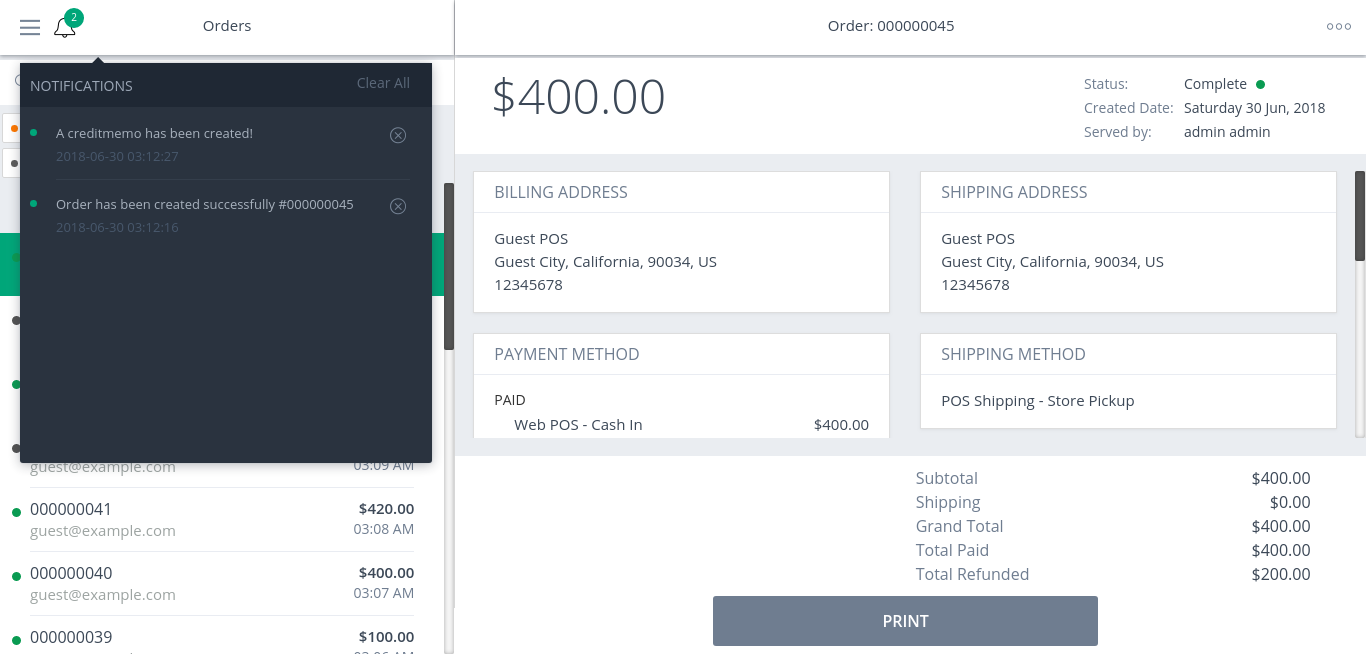 2
Orders
Order: 000000045
NOTIFICATIONS
Clear All
A creditmemo has been created!
2018-06-30 03:12:27
Order has been created successfully #000000045
2018-06-30 03:12:16
guest@example.com
03:09 AM
000000041
$420.00
guest@example.com
03:08 AM
000000040
$400.00
guest@example.com
03:07 AM
000000039
$100.00
$400.00
Status: Complete
Created Date: Saturday 30 Jun, 2018
Served by: admin admin
BILLING ADDRESS
Guest POS
Guest City, California, 90034, US
12345678
SHIPPING ADDRESS
Guest POS
Guest City, California, 90034, US
12345678
PAYMENT METHOD
PAID
Web POS - Cash In $400.00
SHIPPING METHOD
POS Shipping - Store Pickup
Subtotal $400.00
Shipping $0.00
Grand Total $400.00
Total Paid $400.00
Total Refunded $200.00
PRINT